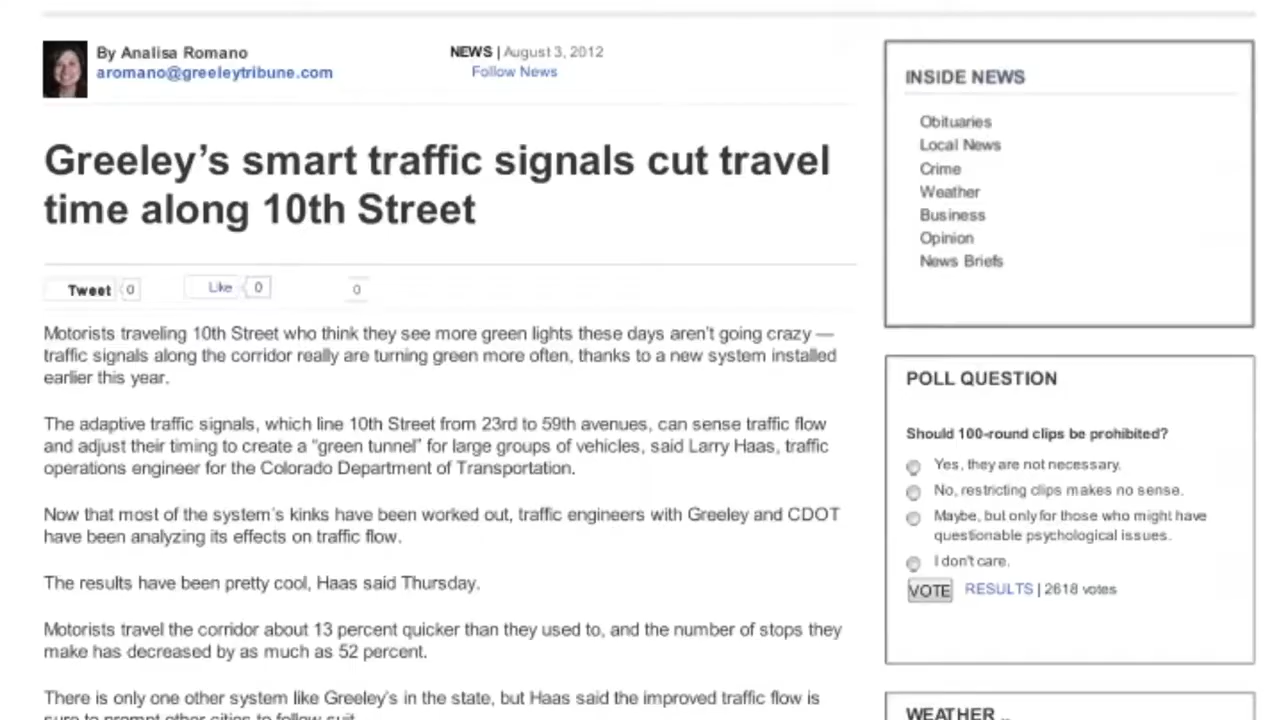 By Analisa Romano
aromano@greeleytribune.com
NEWS | August 3, 2012
Follow News
Greeley's smart traffic signals cut travel
time along 10th Street
Tweet 0
Like 0
0
Motorists traveling 10th Street who think they see more green lights these days aren't going crazy —
traffic signals along the corridor really are turning green more often, thanks to a new system installed
earlier this year.
The adaptive traffic signals, which line 10th Street from 23rd to 59th avenues, can sense traffic flow
and adjust their timing to create a "green tunnel" for large groups of vehicles, said Larry Haas, traffic
operations engineer for the Colorado Department of Transportation.
Now that most of the system's kinks have been worked out, traffic engineers with Greeley and CDOT
have been analyzing its effects on traffic flow.
The results have been pretty cool, Haas said Thursday.
Motorists travel the corridor about 13 percent quicker than they used to, and the number of stops they
make has decreased by as much as 52 percent.
There is only one other system like Greeley's in the state, but Haas said the improved traffic flow is
sure to prompt other cities to follow suit.
INSIDE NEWS
Obituaries
Local News
Crime
Weather
Business
Opinion
News Briefs
POLL QUESTION
Should 100-round clips be prohibited?
Yes, they are not necessary.
No, restricting clips makes no sense.
Maybe, but only for those who might have
questionable psychological issues.
I don't care.
VOTE RESULTS | 2618 votes
WEATHER